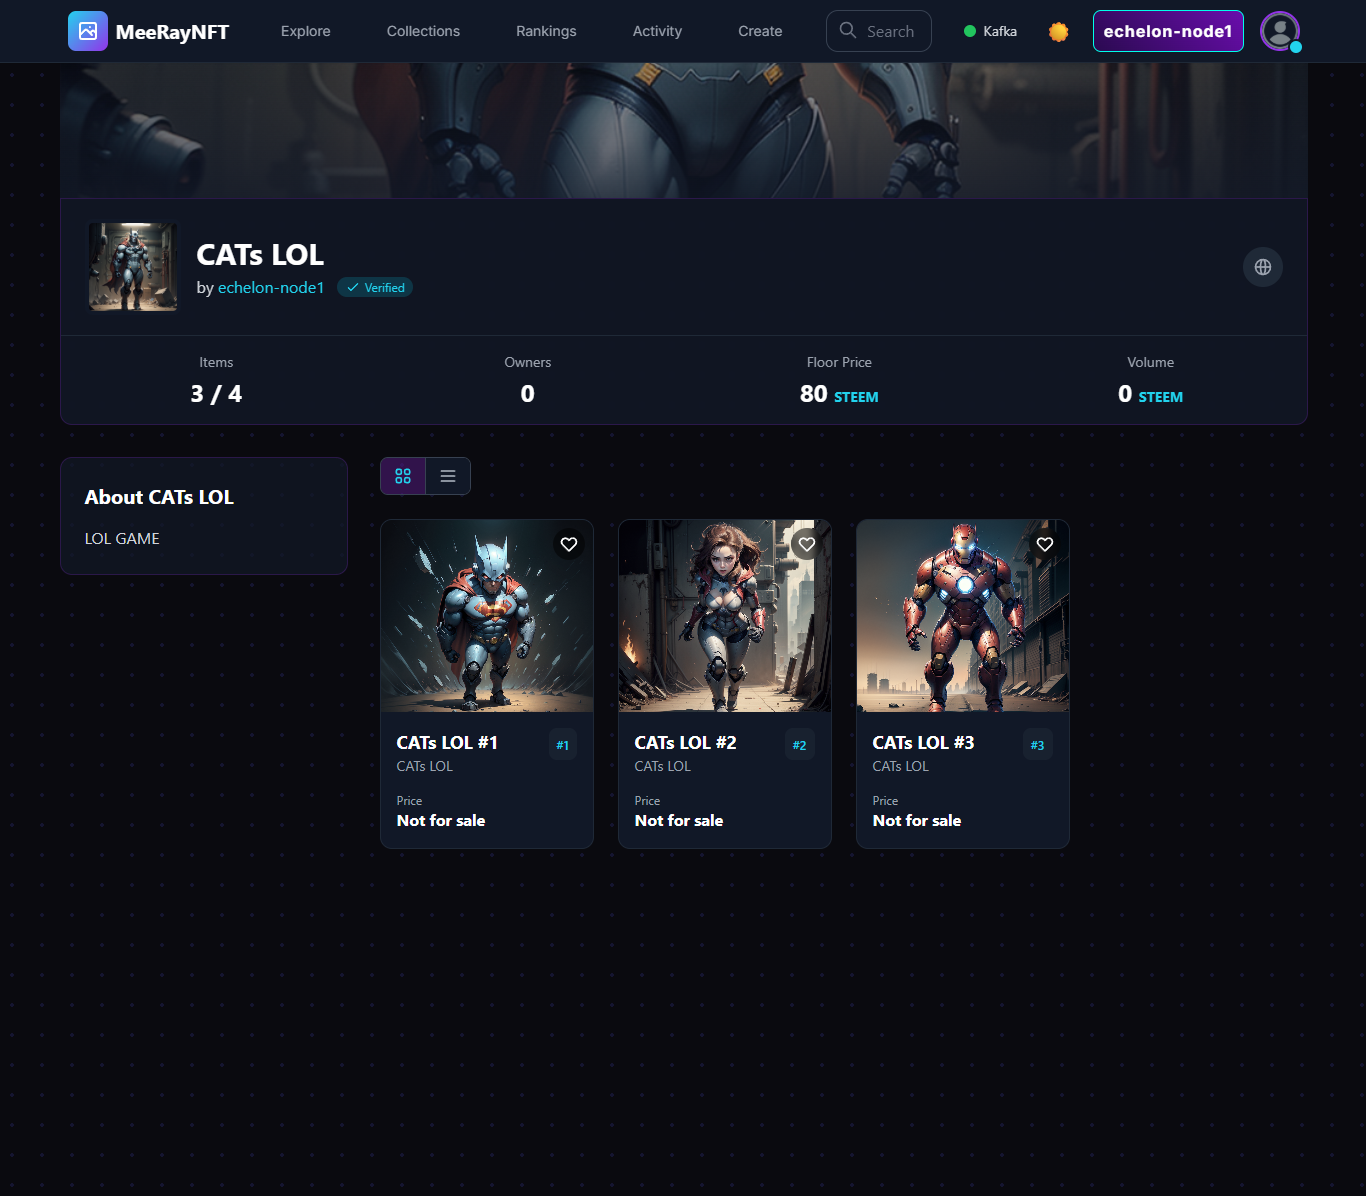 MeeRayNFT
Explore
Collections
Rankings
Activity
Create
Search
Kafka
echelon-node1
CATs LOL
by echelon-node1
Verified
Items
3 / 4
Owners
0
Floor Price
80 STEEM
Volume
0 STEEM
About CATs LOL
LOL GAME
CATs LOL #1
#1
CATs LOL
Price
Not for sale
CATs LOL #2
#2
CATs LOL
Price
Not for sale
CATs LOL #3
#3
CATs LOL
Price
Not for sale